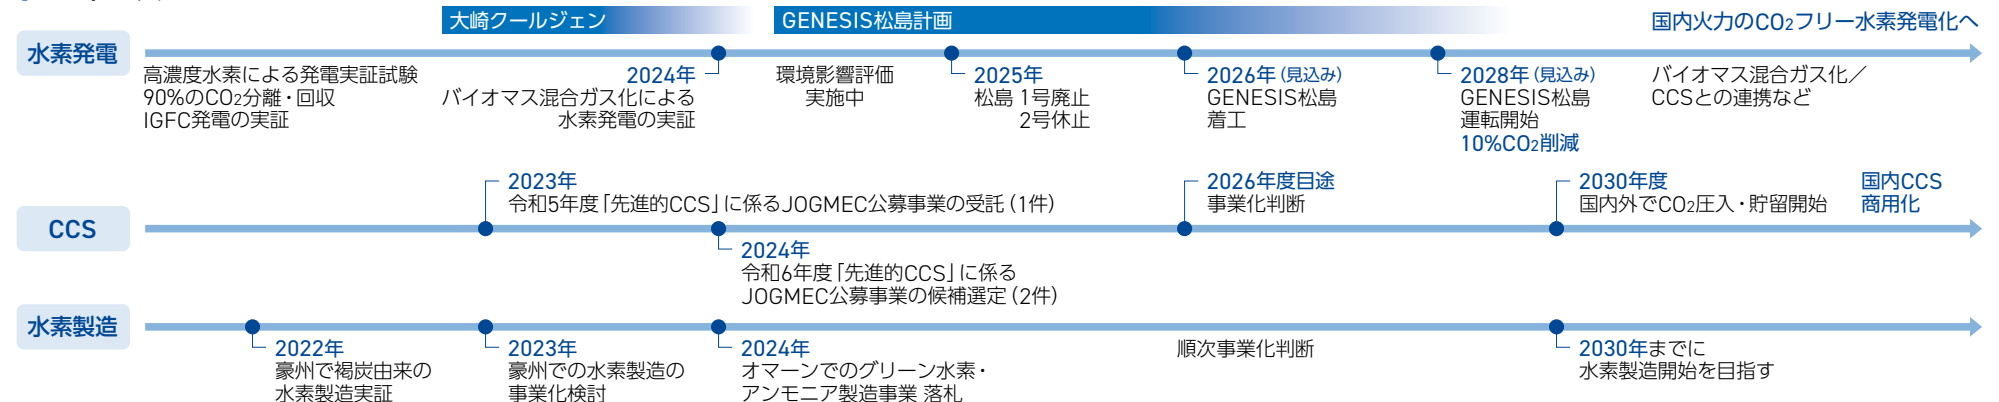 大崎クールジェン
GENESIS松島計画
国内火力のCO2フリー水素発電化へ
水素発電
高濃度水素による発電実証試験
90%のCO2分離・回収
IGFC発電の実証
2024年
バイオマス混合ガス化による
水素発電の実証
環境影響評価
実施中
2025年
松島 1号廃止
2号休止
2026年(見込み)
GENESIS松島
着工
2028年(見込み)
GENESIS松島
運転開始
10%CO2削減
バイオマス混合ガス化／
CCSとの連携など
CCS
2023年
令和5年度「先進的CCS」に係るJOGMEC公募事業の受託（1件）
2024年
令和6年度「先進的CCS」に係る
JOGMEC公募事業の候補選定（2件）
2026年度目途
事業化判断
2030年度
国内外でCO2圧入・貯留開始
国内CCS
商用化
水素製造
2022年
豪州で褐炭由来の
水素製造実証
2023年
豪州での水素製造の
事業化検討
2024年
オマーンでのグリーン水素・
アンモニア製造事業 落札
順次事業化判断
2030年までに
水素製造開始を目指す